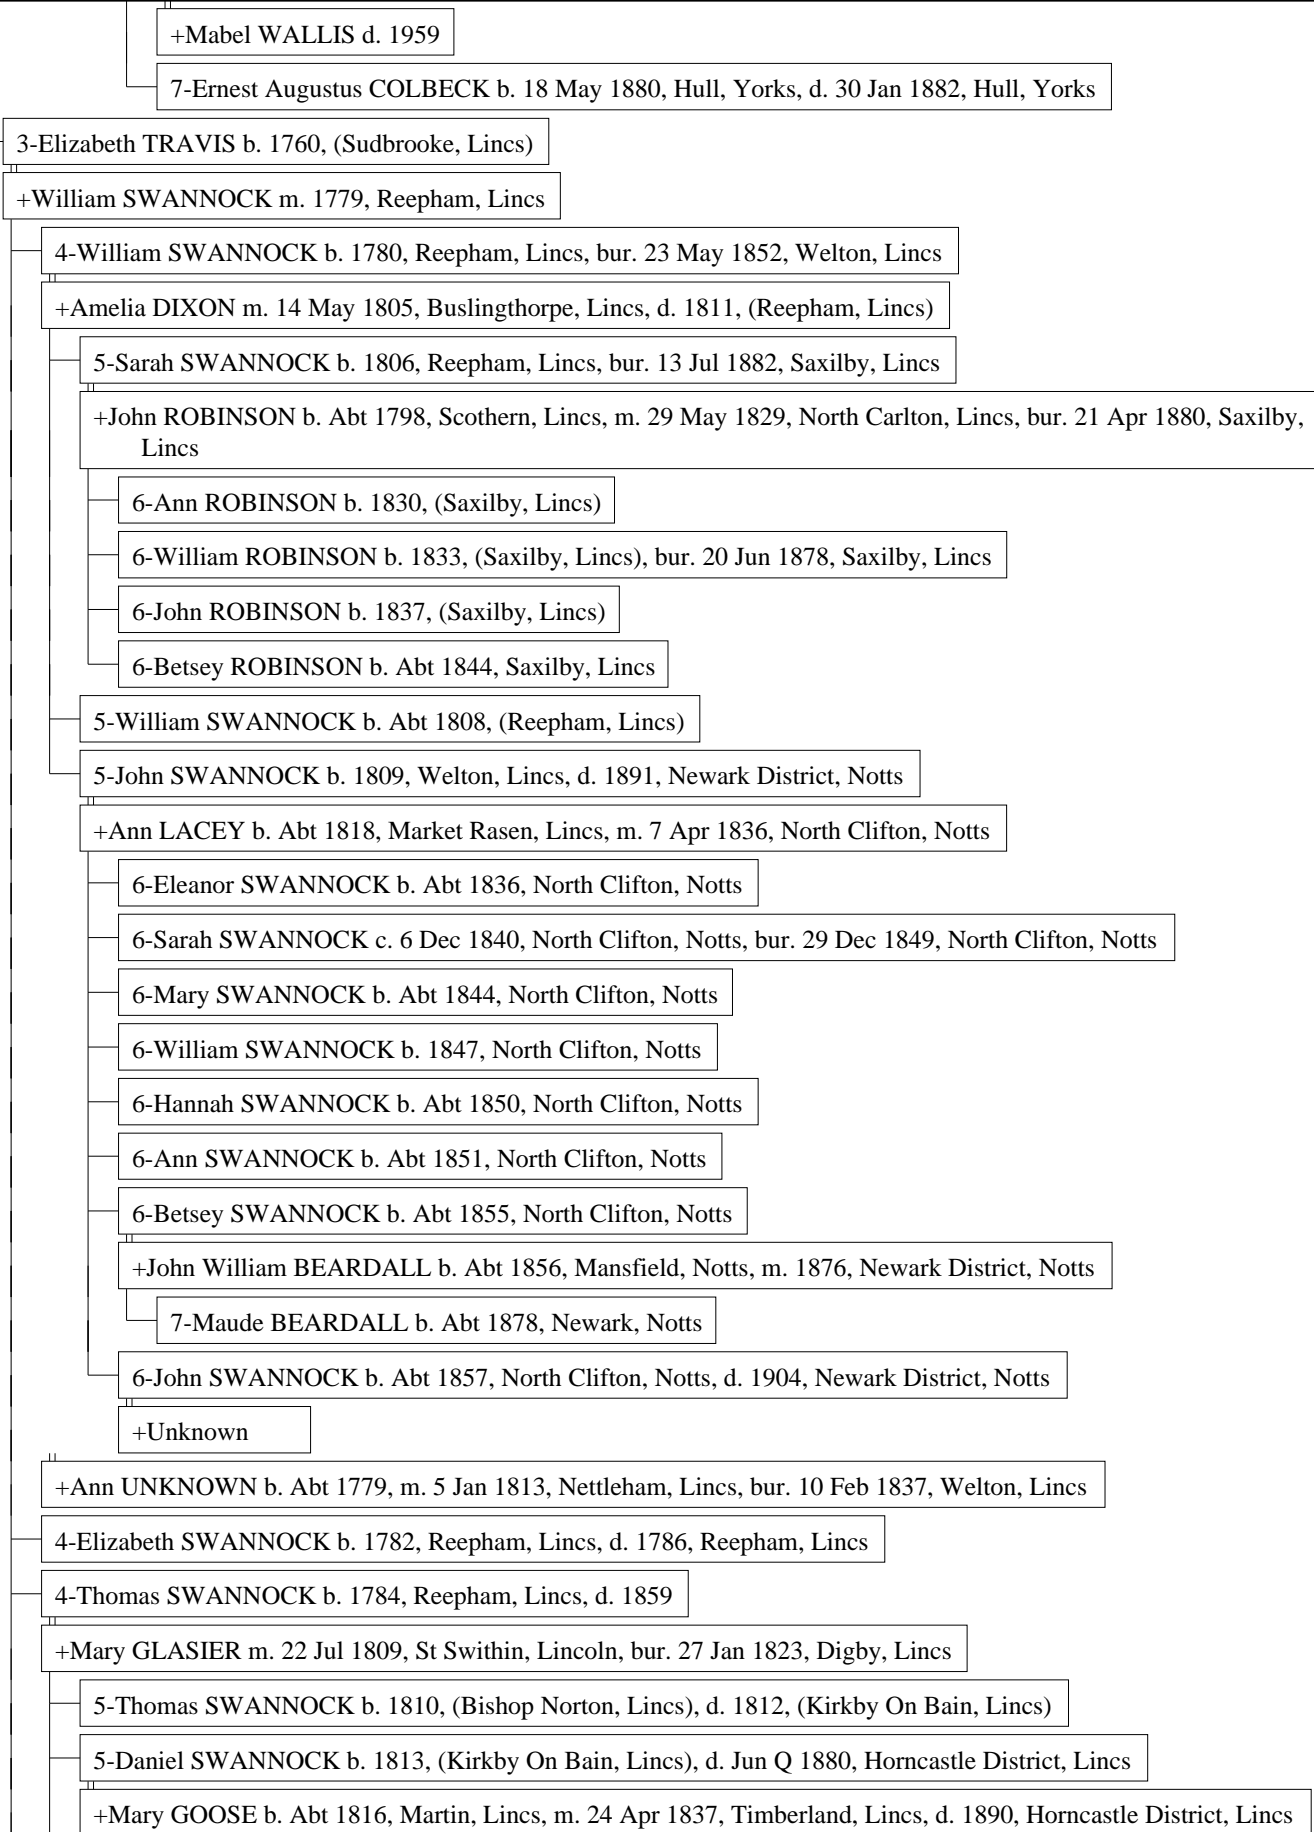 +Mabel WALLIS d. 1959
7-Ernest Augustus COLBECK b. 18 May 1880, Hull, Yorks, d. 30 Jan 1882, Hull, Yorks
3-Elizabeth TRAVIS b. 1760, (Sudbrooke, Lincs)
+William SWANNOCK m. 1779, Reepham, Lincs
4-William SWANNOCK b. 1780, Reepham, Lincs, bur. 23 May 1852, Welton, Lincs
+Amelia DIXON m. 14 May 1805, Buslingthorpe, Lincs, d. 1811, (Reepham, Lincs)
5-Sarah SWANNOCK b. 1806, Reepham, Lincs, bur. 13 Jul 1882, Saxilby, Lincs
+John ROBINSON b. Abt 1798, Scothern, Lincs, m. 29 May 1829, North Carlton, Lincs, bur. 21 Apr 1880, Saxilby,
Lincs
6-Ann ROBINSON b. 1830, (Saxilby, Lincs)
6-William ROBINSON b. 1833, (Saxilby, Lincs), bur. 20 Jun 1878, Saxilby, Lincs
6-John ROBINSON b. 1837, (Saxilby, Lincs)
6-Betsey ROBINSON b. Abt 1844, Saxilby, Lincs
5-William SWANNOCK b. Abt 1808, (Reepham, Lincs)
5-John SWANNOCK b. 1809, Welton, Lincs, d. 1891, Newark District, Notts
+Ann LACEY b. Abt 1818, Market Rasen, Lincs, m. 7 Apr 1836, North Clifton, Notts
6-Eleanor SWANNOCK b. Abt 1836, North Clifton, Notts
6-Sarah SWANNOCK c. 6 Dec 1840, North Clifton, Notts, bur. 29 Dec 1849, North Clifton, Notts
6-Mary SWANNOCK b. Abt 1844, North Clifton, Notts
6-William SWANNOCK b. 1847, North Clifton, Notts
6-Hannah SWANNOCK b. Abt 1850, North Clifton, Notts
6-Ann SWANNOCK b. Abt 1851, North Clifton, Notts
6-Betsey SWANNOCK b. Abt 1855, North Clifton, Notts
+John William BEARDALL b. Abt 1856, Mansfield, Notts, m. 1876, Newark District, Notts
7-Maude BEARDALL b. Abt 1878, Newark, Notts
6-John SWANNOCK b. Abt 1857, North Clifton, Notts, d. 1904, Newark District, Notts
+Unknown
+Ann UNKNOWN b. Abt 1779, m. 5 Jan 1813, Nettleham, Lincs, bur. 10 Feb 1837, Welton, Lincs
4-Elizabeth SWANNOCK b. 1782, Reepham, Lincs, d. 1786, Reepham, Lincs
4-Thomas SWANNOCK b. 1784, Reepham, Lincs, d. 1859
+Mary GLASIER m. 22 Jul 1809, St Swithin, Lincoln, bur. 27 Jan 1823, Digby, Lincs
5-Thomas SWANNOCK b. 1810, (Bishop Norton, Lincs), d. 1812, (Kirkby On Bain, Lincs)
5-Daniel SWANNOCK b. 1813, (Kirkby On Bain, Lincs), d. Jun Q 1880, Horncastle District, Lincs
+Mary GOOSE b. Abt 1816, Martin, Lincs, m. 24 Apr 1837, Timberland, Lincs, d. 1890, Horncastle District, Lincs